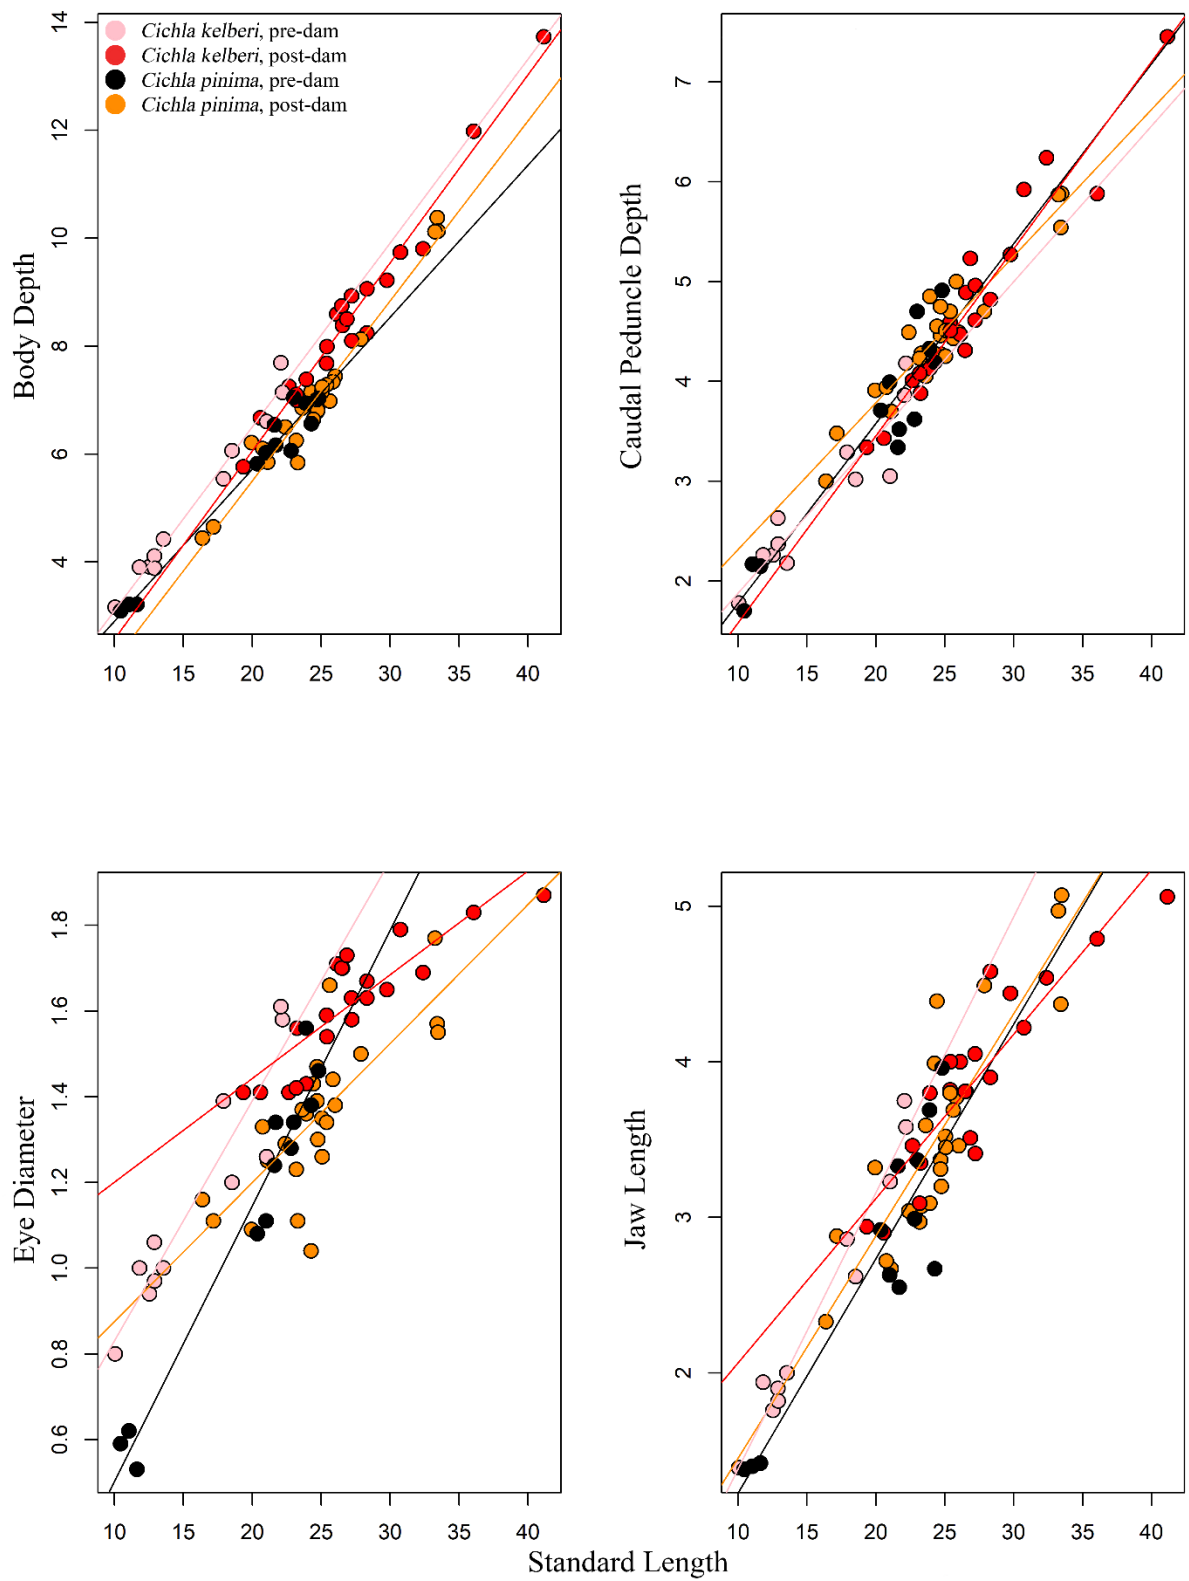 Cichla kelberi, pre-dam
Cichla kelberi, post-dam
Cichla pinima, pre-dam
Cichla pinima, post-dam
Body Depth
4 6 8 10 12 14
10 15 20 25 30 35 40
Caudal Peduncle Depth
2 3 4 5 6 7
10 15 20 25 30 35 40
Eye Diameter
0.6 0.8 1.0 1.2 1.4 1.6 1.8
10 15 20 25 30 35 40
Jaw Length
2 3 4 5
10 15 20 25 30 35 40
Standard Length